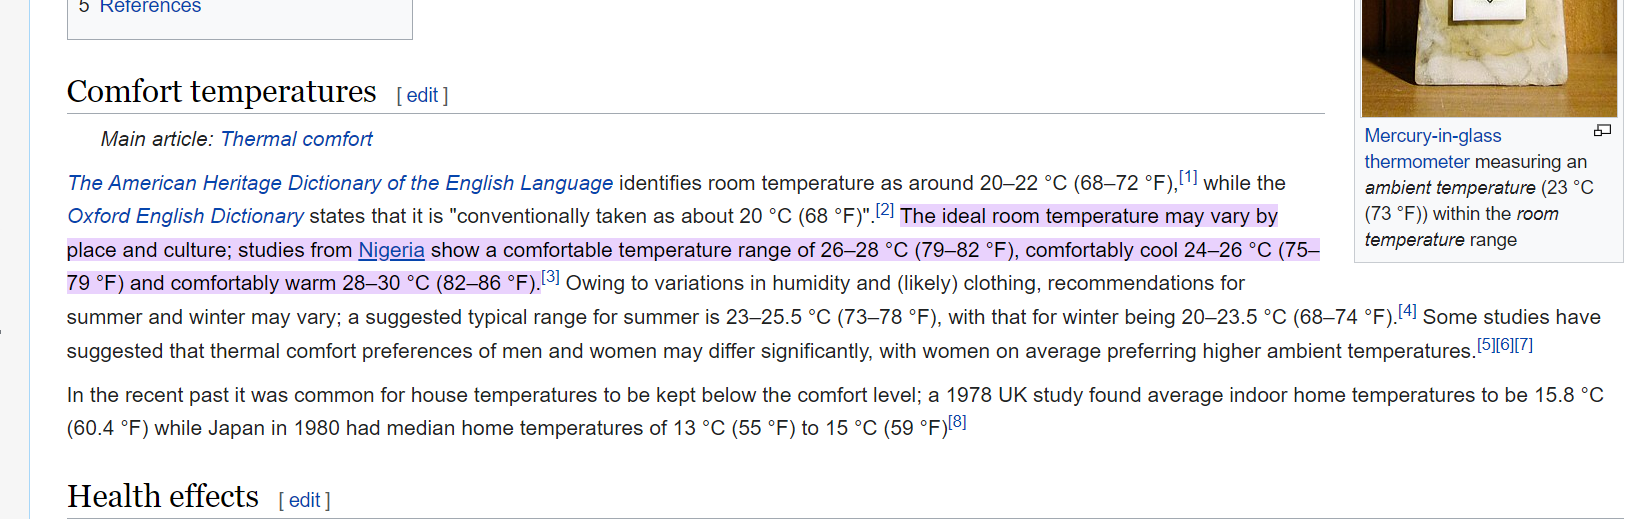 5 References
Comfort temperatures [ edit ]
Main article: Thermal comfort
The American Heritage Dictionary of the English Language identifies room temperature as around 20–22 °C (68–72 °F),[1] while the
Oxford English Dictionary states that it is "conventionally taken as about 20 °C (68 °F)".[2] The ideal room temperature may vary by
place and culture; studies from Nigeria show a comfortable temperature range of 26–28 °C (79–82 °F), comfortably cool 24–26 °C (75–
79 °F) and comfortably warm 28–30 °C (82–86 °F).[3] Owing to variations in humidity and (likely) clothing, recommendations for
summer and winter may vary; a suggested typical range for summer is 23–25.5 °C (73–78 °F), with that for winter being 20–23.5 °C (68–74 °F).[4] Some studies have
suggested that thermal comfort preferences of men and women may differ significantly, with women on average preferring higher ambient temperatures.[5][6][7]
In the recent past it was common for house temperatures to be kept below the comfort level; a 1978 UK study found average indoor home temperatures to be 15.8 °C
(60.4 °F) while Japan in 1980 had median home temperatures of 13 °C (55 °F) to 15 °C (59 °F)[8]
Health effects [ edit ]
Mercury-in-glass
thermometer measuring an
ambient temperature (23 °C
(73 °F)) within the room
temperature range